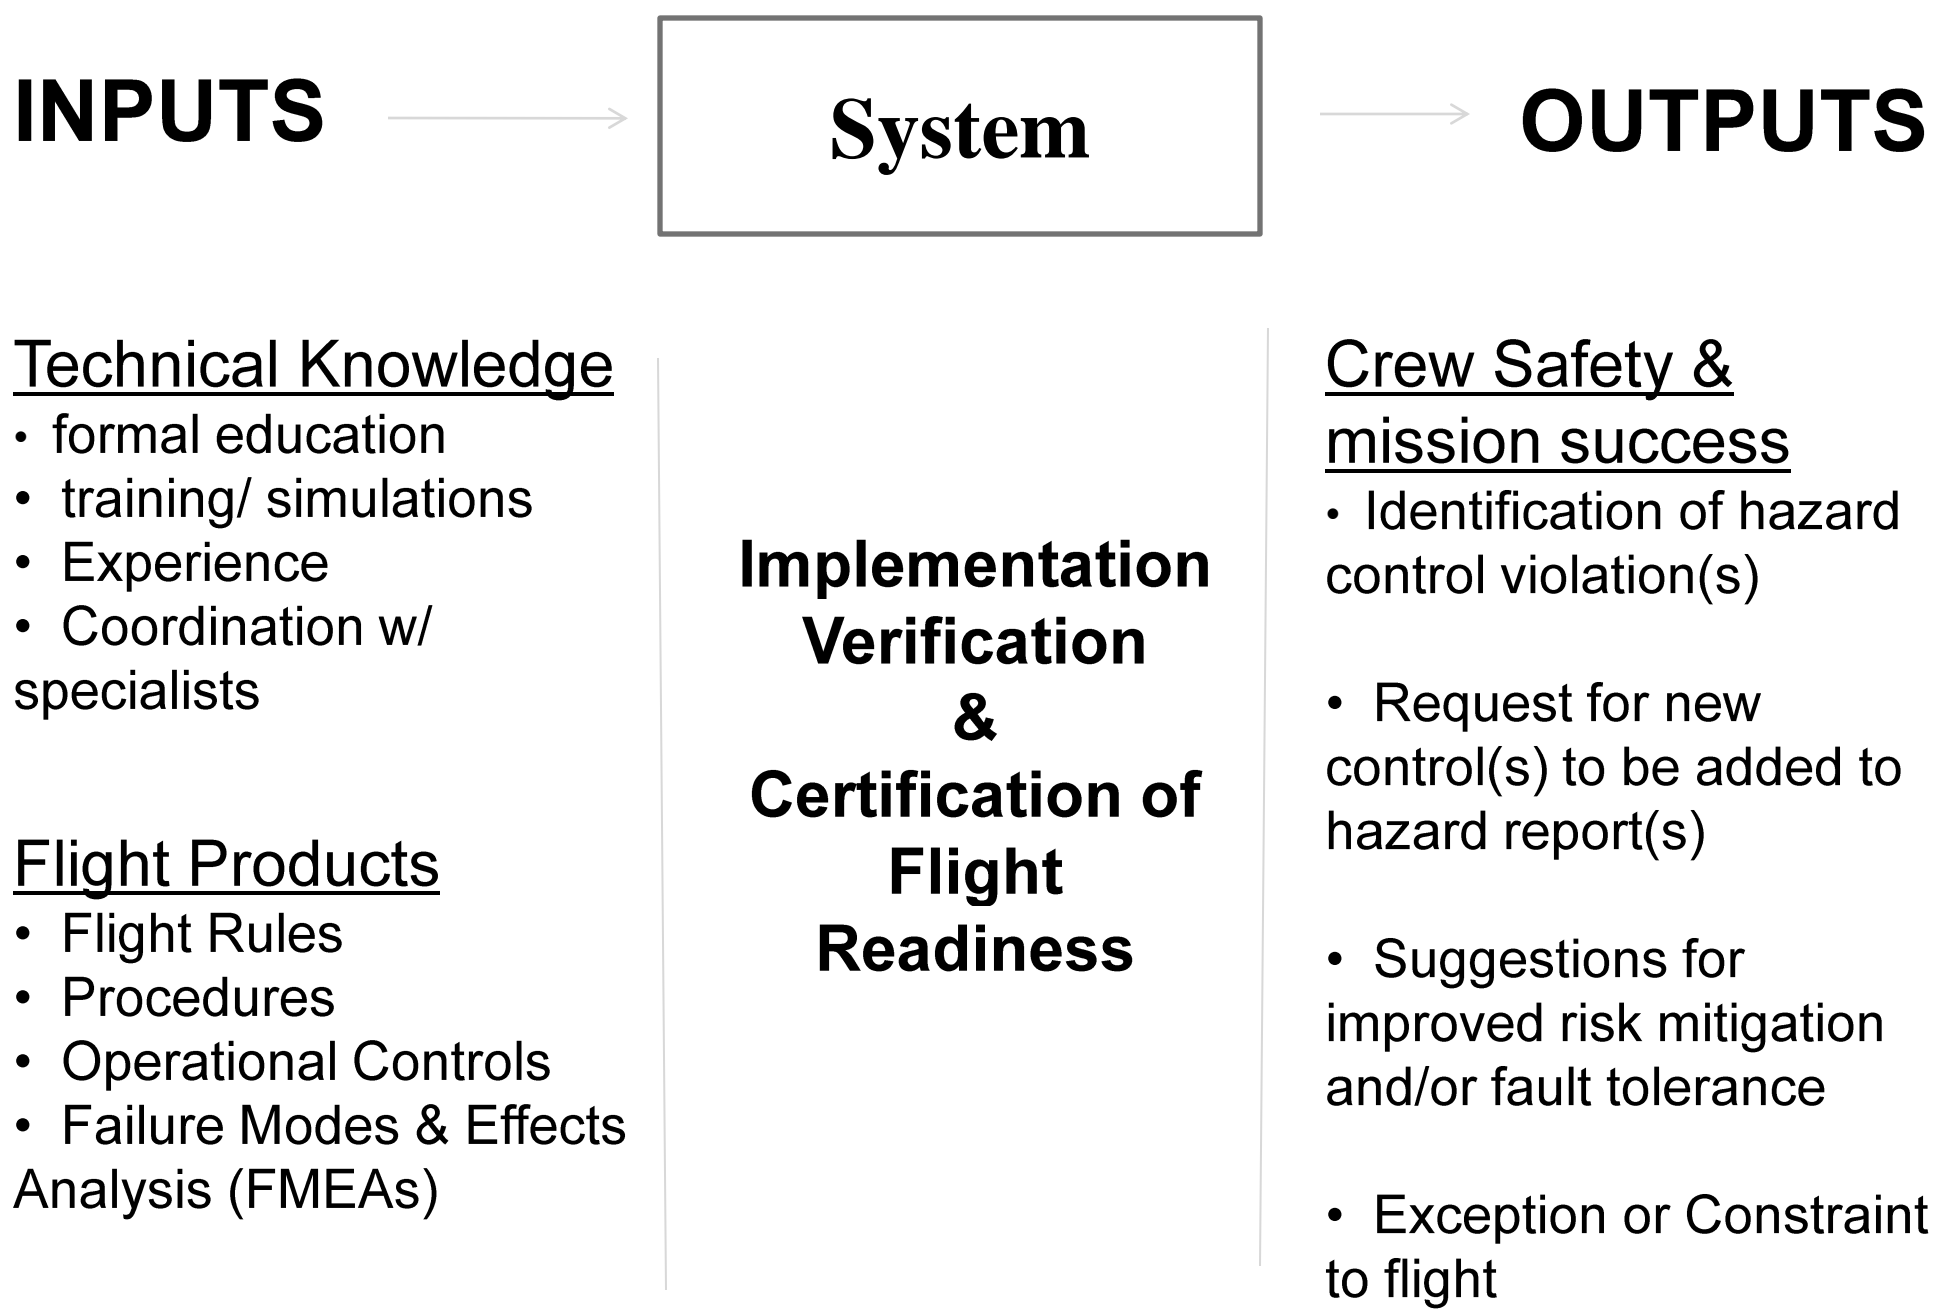 INPUTS
System
OUTPUTS
Technical Knowledge
• formal education
• training/ simulations
• Experience
• Coordination w/
specialists
Flight Products
• Flight Rules
• Procedures
• Operational Controls
• Failure Modes & Effects
Analysis (FMEAs)
Implementation
Verification
&
Certification of
Flight
Readiness
Crew Safety &
mission success
• Identification of hazard
control violation(s)
• Request for new
control(s) to be added to
hazard report(s)
• Suggestions for
improved risk mitigation
and/or fault tolerance
• Exception or Constraint
to flight